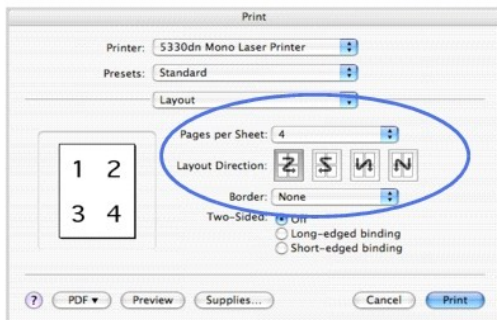 Print
Printer: 5330dn Mono Laser Printer
Presets: Standard
Layout
Pages per Sheet: 4
Layout Direction:
Border: None
Two-Sided: Off
Long-edged binding
Short-edged binding
1 2
3 4
? PDF Preview Supplies... Cancel Print